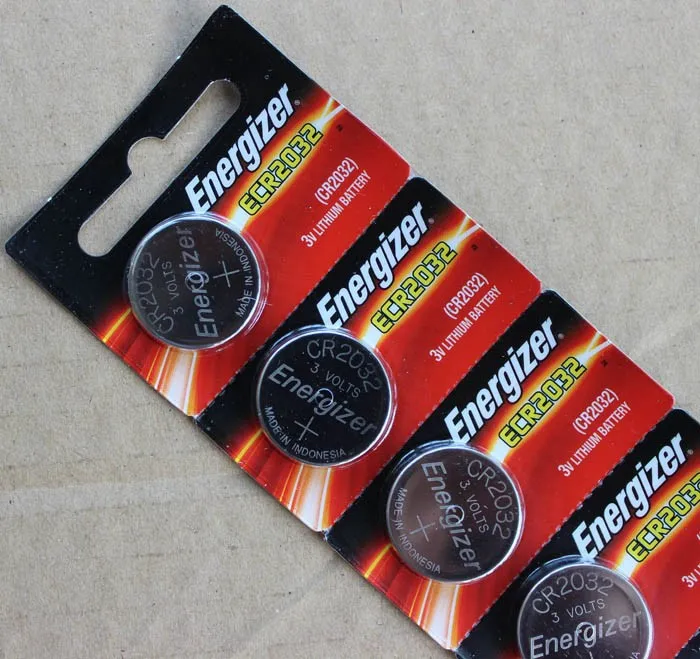 Energizer
ECR2032
(CR2032)
3V LITHIUM BATTERY
CR2032
3 VOLTS
Energizer
MADE IN INDONESIA
Energizer
ECR2032
(CR2032)
3V LITHIUM BATTERY
CR2032
3 VOLTS
Energizer
MADE IN INDONESIA
Energizer
ECR2032
(CR2032)
3V LITHIUM BATTERY
CR2032
3 VOLTS
Energizer
MADE IN INDONESIA
Energizer
ECR2032
3V
CR2032
3 VOLTS
Energizer